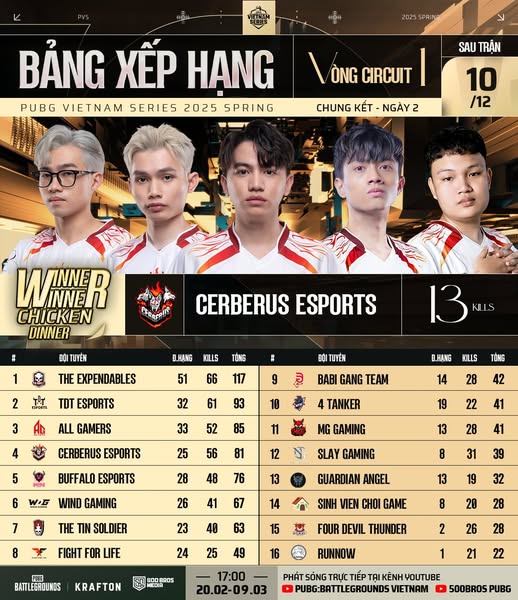 PVS
VIETNAM
SERIES
2025 SPRING
BẢNG XẾP HẠNG
VÒNG CIRCUIT 1
SAU TRẬN
10
/12
PUBG VIETNAM SERIES 2025 SPRING
CHUNG KẾT - NGÀY 2
WINNER
WINNER
CHICKEN
DINNER
CERBERUS
CERBERUS ESPORTS
13 KILLS
# ĐỘI TUYỂN Đ.HẠNG KILLS TỔNG
1 THE EXPENDABLES 51 66 117
2 TDT ESPORTS 32 61 93
3 ALL GAMERS 33 52 85
4 CERBERUS ESPORTS 25 56 81
5 BUFFALO ESPORTS 28 48 76
6 WIND GAMING 26 41 67
7 THE TIN SOLDIER 23 40 63
8 FIGHT FOR LIFE 24 25 49
# ĐỘI TUYỂN Đ.HẠNG KILLS TỔNG
9 BABI GANG TEAM 14 28 42
10 4 TANKER 19 22 41
11 MG GAMING 13 28 41
12 SLAY GAMING 8 31 39
13 GUARDIAN ANGEL 13 19 32
14 SINH VIEN CHOI GAME 8 20 28
15 FOUR DEVIL THUNDER 2 26 28
16 RUNNOW 1 21 22
PUBG
BATTLEGROUNDS
KRAFTON
500 BROS
MEDIA
17:00
20.02-09.03
PHÁT SÓNG TRỰC TIẾP TẠI KÊNH YOUTUBE
PUBG:BATTLEGROUNDS VIETNAM
500BROS PUBG